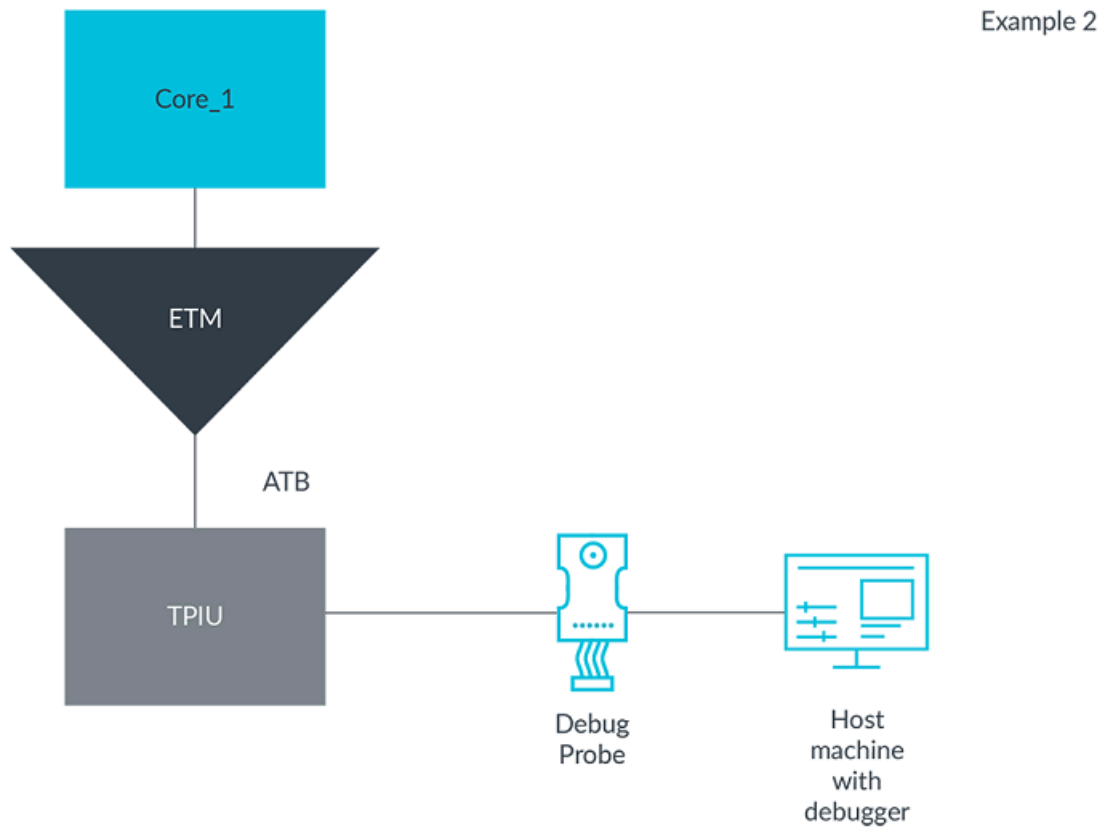 Example 2
Core_1
ETM
ATB
TPIU
Debug
Probe
Host
machine
with
debugger